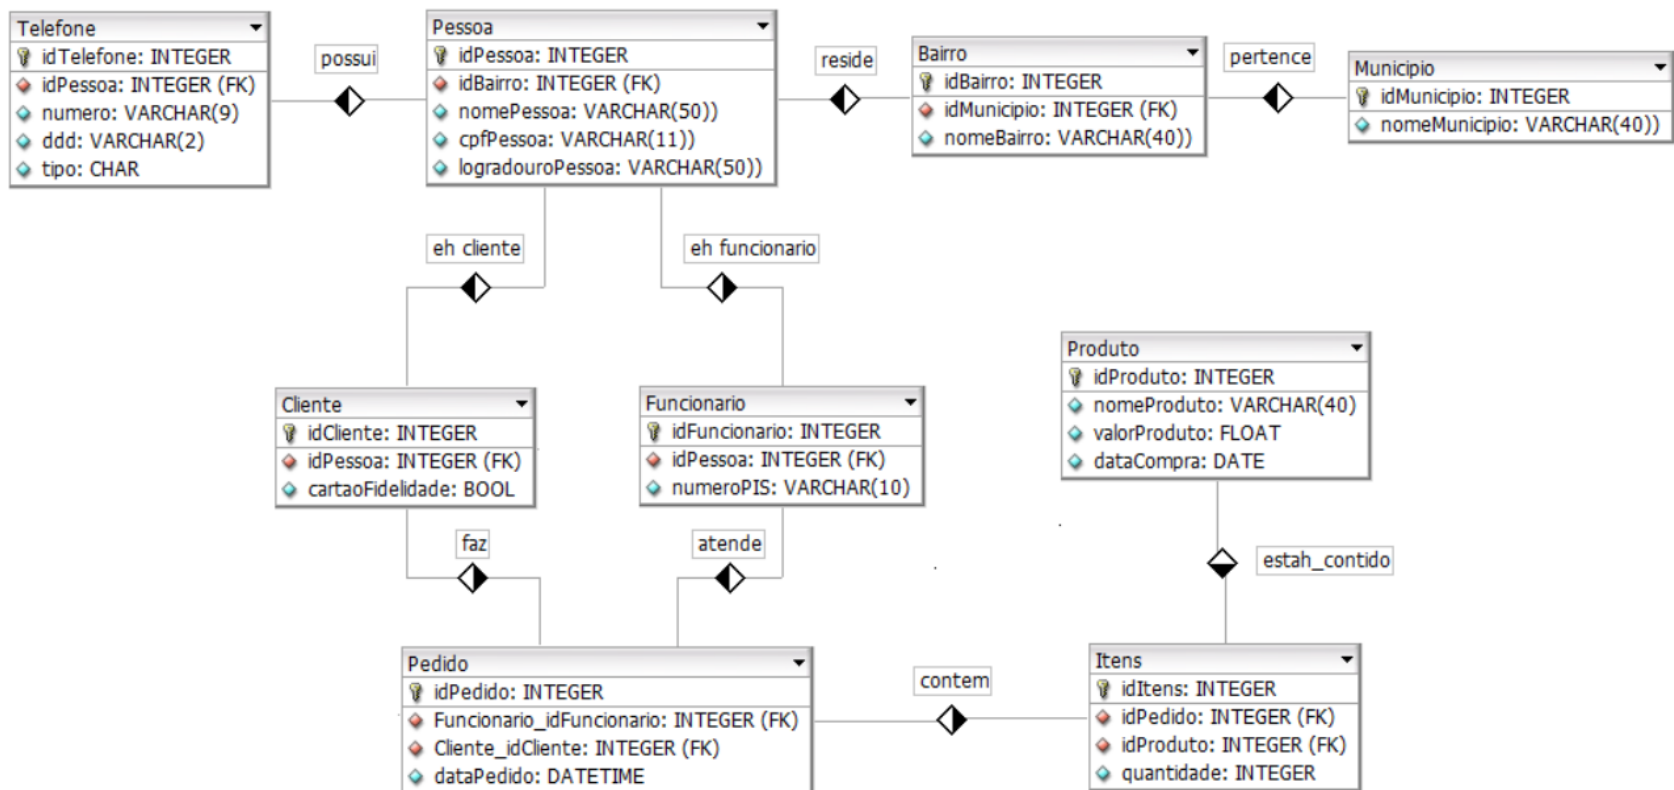 Telefone
idTelefone: INTEGER
idPessoa: INTEGER (FK)
numero: VARCHAR(9)
ddd: VARCHAR(2)
tipo: CHAR
possui
Pessoa
idPessoa: INTEGER
idBairro: INTEGER (FK)
nomePessoa: VARCHAR(50))
cpfPessoa: VARCHAR(11))
logradouroPessoa: VARCHAR(50))
reside
Bairro
idBairro: INTEGER
idMunicipio: INTEGER (FK)
nomeBairro: VARCHAR(40))
pertence
Municipio
idMunicipio: INTEGER
nomeMunicipio: VARCHAR(40))
eh cliente
eh funcionario
Cliente
idCliente: INTEGER
idPessoa: INTEGER (FK)
cartaoFidelidade: BOOL
Funcionario
idFuncionario: INTEGER
idPessoa: INTEGER (FK)
numeroPIS: VARCHAR(10)
Produto
idProduto: INTEGER
nomeProduto: VARCHAR(40)
valorProduto: FLOAT
dataCompra: DATE
faz
atende
estah_contido
Pedido
idPedido: INTEGER
Funcionario_idFuncionario: INTEGER (FK)
Cliente_idCliente: INTEGER (FK)
dataPedido: DATETIME
contem
Itens
idItens: INTEGER
idPedido: INTEGER (FK)
idProduto: INTEGER (FK)
quantidade: INTEGER